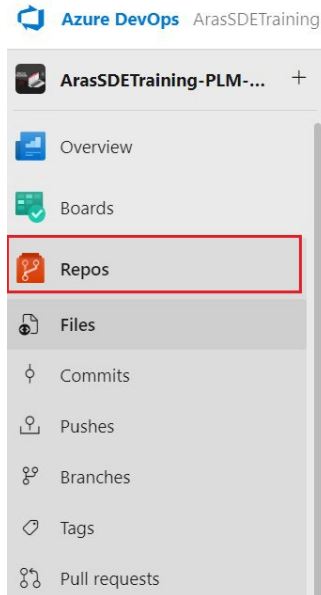 Azure DevOps ArasSDETraining
ArasSDETraining-PLM-... +
Overview
Boards
Repos
Files
Commits
Pushes
Branches
Tags
Pull requests